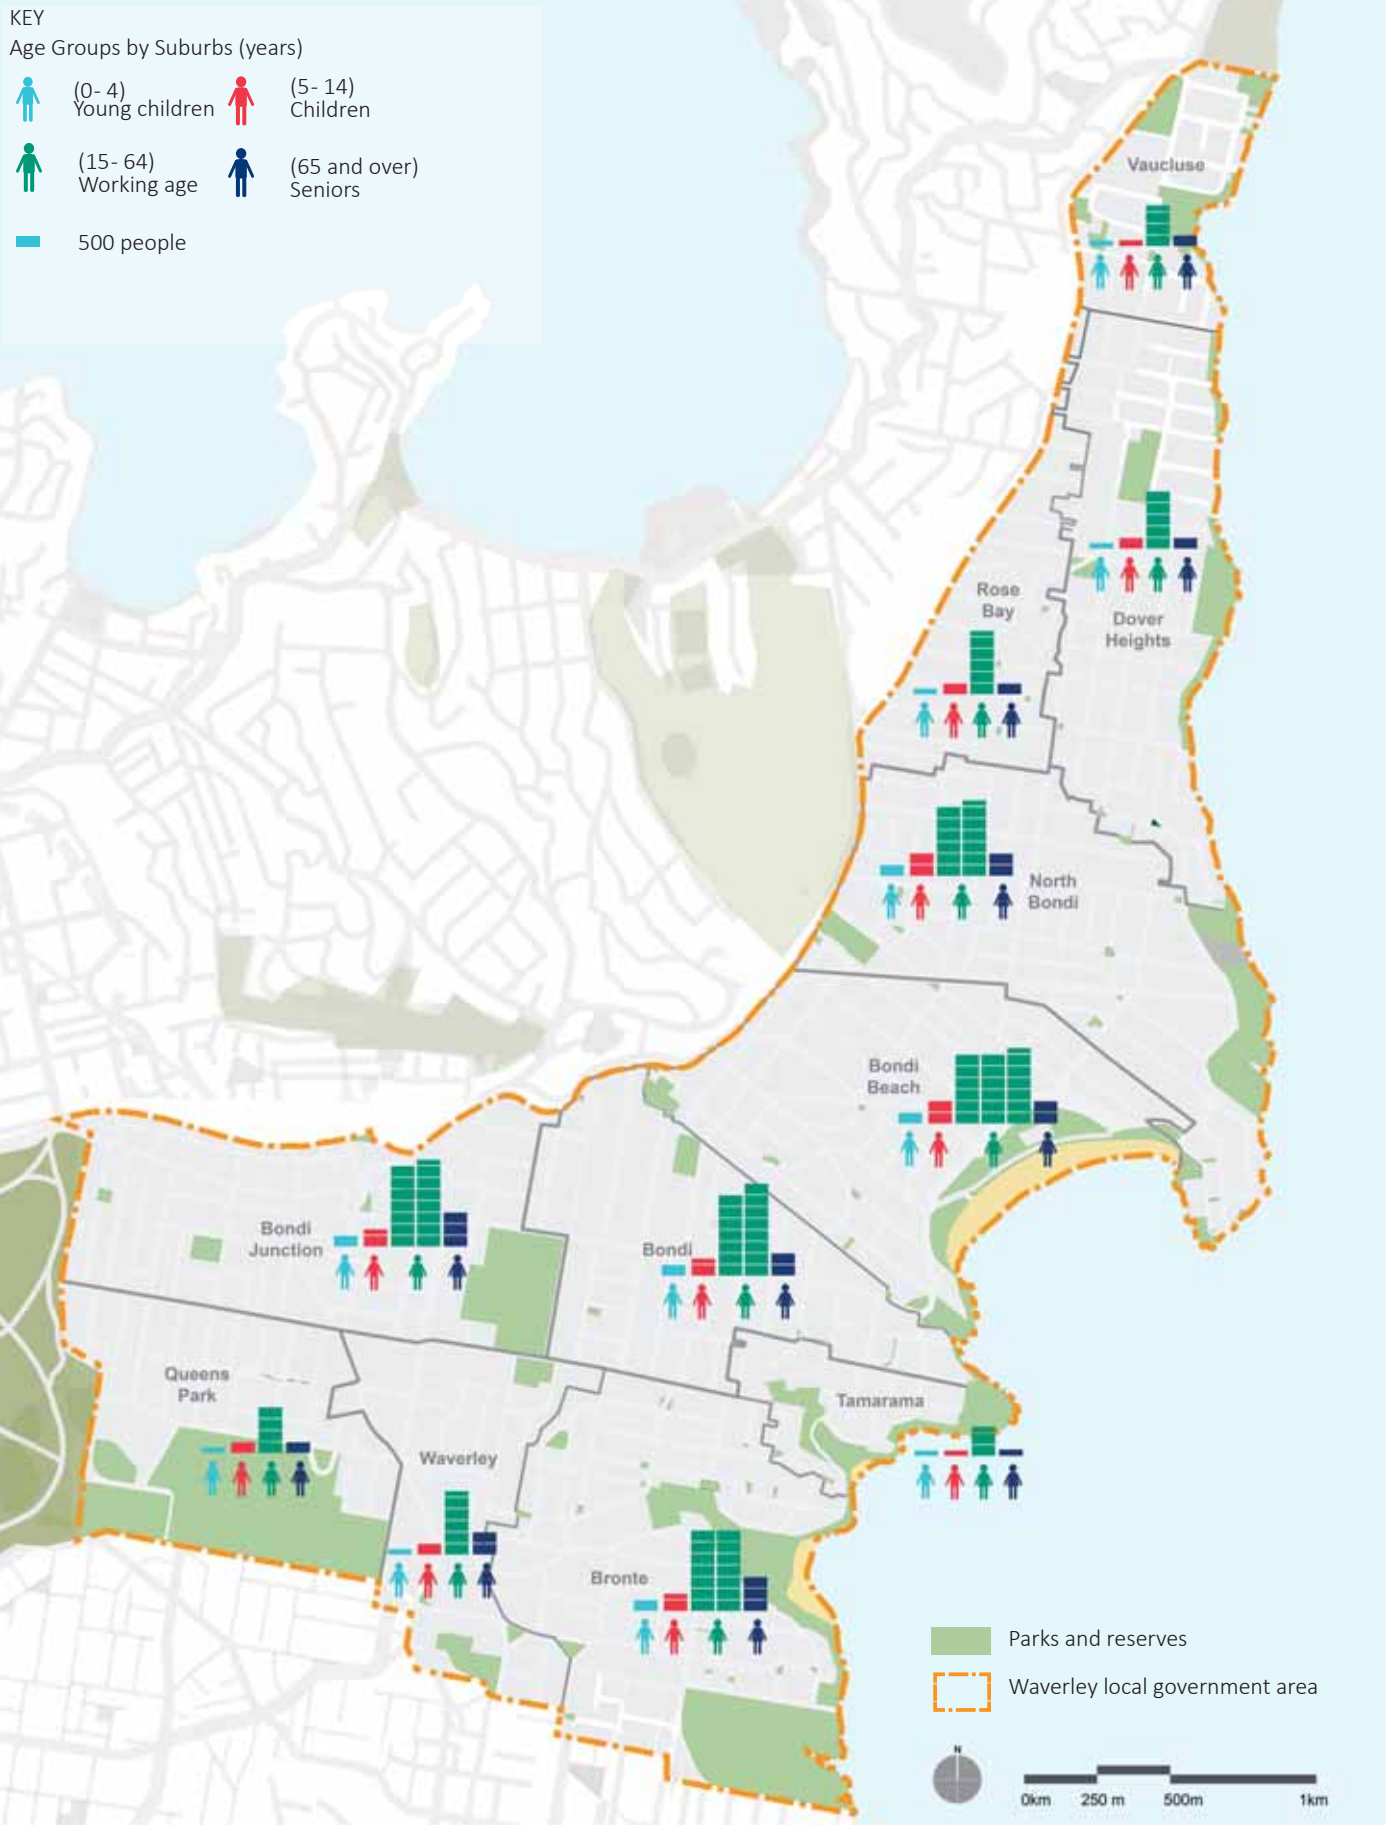 KEY
Age Groups by Suburbs (years)
(0- 4)
Young children
(5- 14)
Children
(15- 64)
Working age
(65 and over)
Seniors
500 people
Vaucluse
Rose
Bay
Dover
Heights
North
Bondi
Bondi
Beach
Bondi
Junction
Bondi
Queens
Park
Tamarama
Waverley
Bronte
Parks and reserves
Waverley local government area
N
0km 250 m 500m 1km